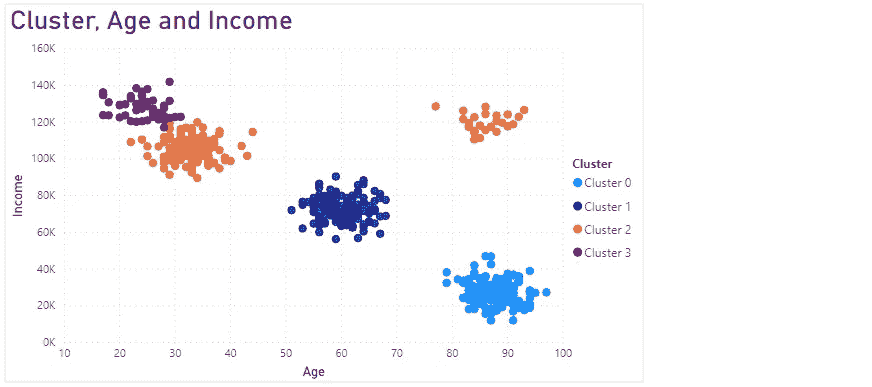 Cluster, Age and Income
160K
140K
120K
100K
80K
60K
40K
20K
0K
Income
10 20 30 40 50 60 70 80 90 100
Age
Cluster
Cluster 0
Cluster 1
Cluster 2
Cluster 3